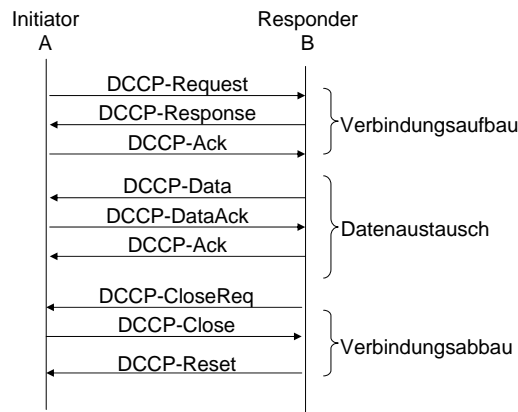 Initiator
A
Responder
B
DCCP-Request
DCCP-Response
DCCP-Ack
Verbindungsaufbau
DCCP-Data
DCCP-DataAck
DCCP-Ack
Datenaustausch
DCCP-CloseReq
DCCP-Close
DCCP-Reset
Verbindungsabbau